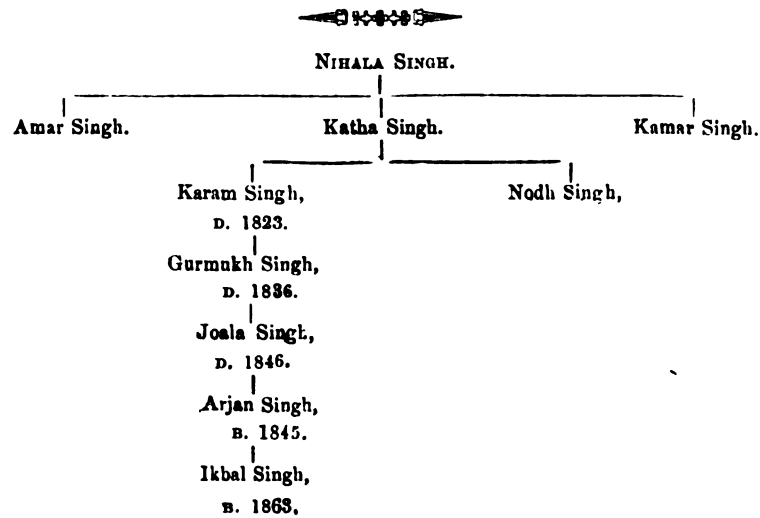 NIHALA SINGH.
Amar Singh. Katha Singh. Kamar Singh.
Karam Singh, Nodh Singh,
D. 1823.
Gurmukh Singh,
D. 1836.
Joala Singh,
D. 1846.
Arjan Singh,
B. 1845.
Ikbal Singh,
B. 1863,